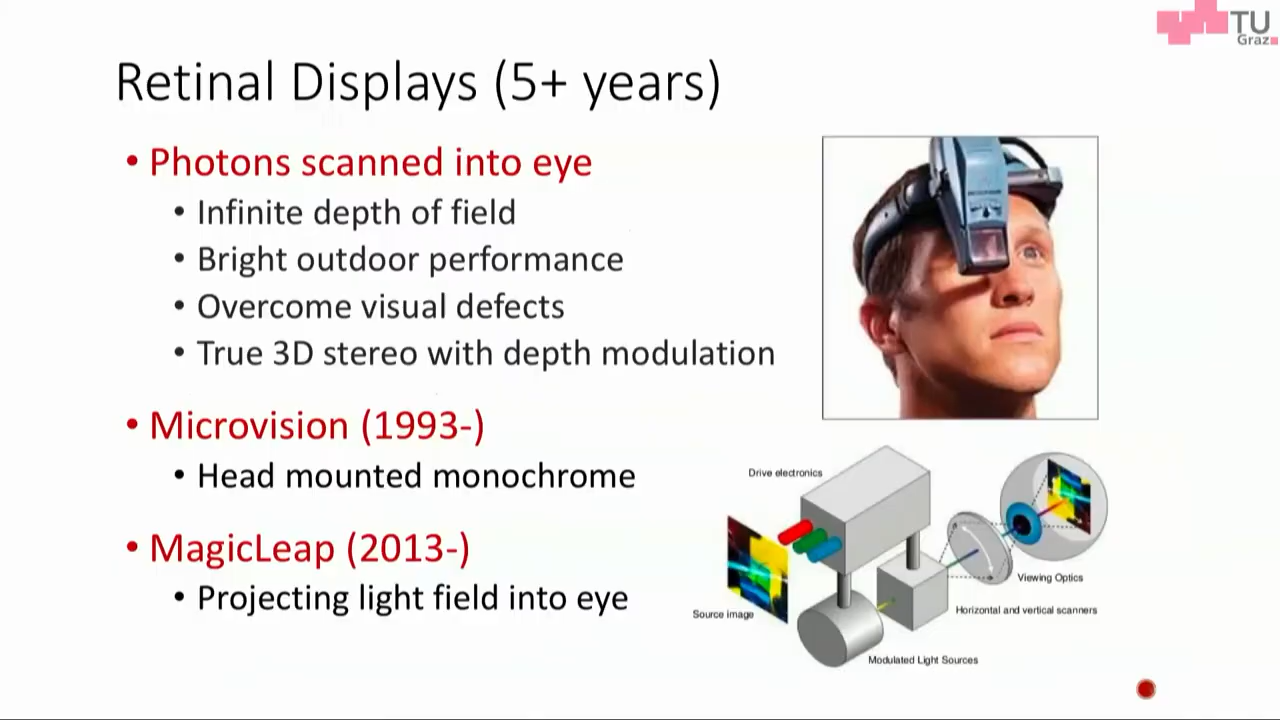 TU
Graz
Retinal Displays (5+ years)
• Photons scanned into eye
• Infinite depth of field
• Bright outdoor performance
• Overcome visual defects
• True 3D stereo with depth modulation
• Microvision (1993-)
• Head mounted monochrome
• MagicLeap (2013-)
• Projecting light field into eye
Drive electronics
Source image
Viewing Optics
Horizontal and vertical scanners
Modulated Light Sources